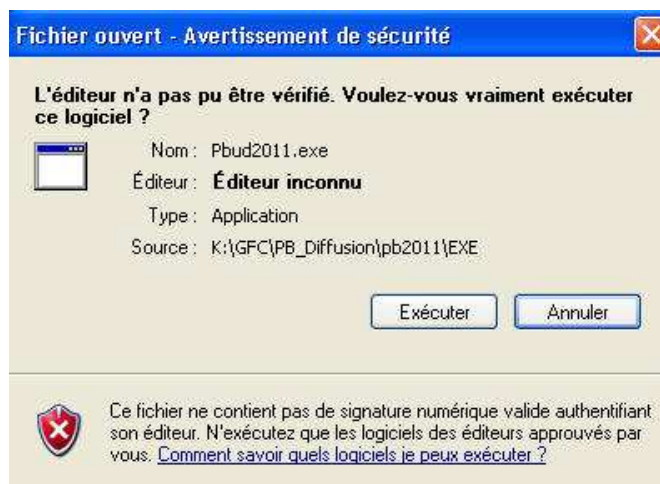 Fichier ouvert - Avertissement de sécurité
L'éditeur n'a pas pu être vérifié. Voulez-vous vraiment exécuter
ce logiciel ?
Nom : Pbud2011.exe
Éditeur : Éditeur inconnu
Type : Application
Source : K:\GFC\PB_Diffusion\pb2011\EXE
Exécuter Annuler
Ce fichier ne contient pas de signature numérique valide authentifiant
son éditeur. N'exécutez que les logiciels des éditeurs approuvés par
vous. Comment savoir quels logiciels je peux exécuter ?